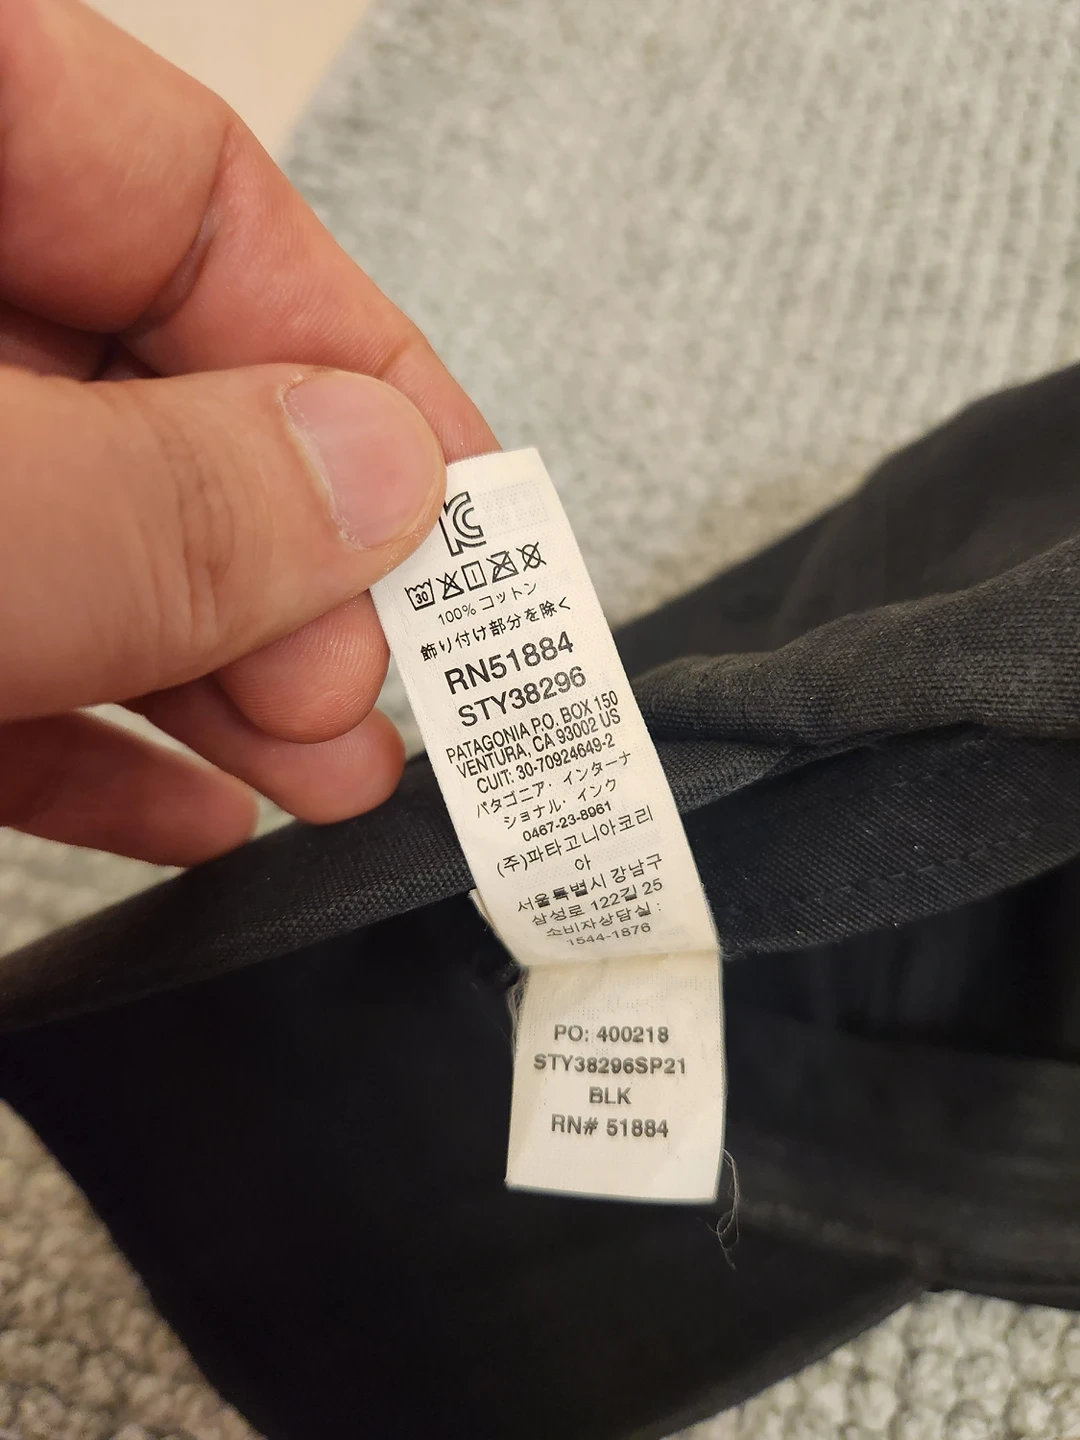 30
100% コットン
飾り付け部分を除く
RN51884
STY38296
PATAGONIA P.O. BOX 150
VENTURA, CA 93002 US
CUIT: 30-70924649-2
パタゴニア・インターナ
ショナル・インク
0467-23-8961
(주)파타고니아코리
아
서울특별시 강남구
삼성로 122길 25
소비자상담실 :
1544-1876
PO: 400218
STY38296SP21
BLK
RN# 51884